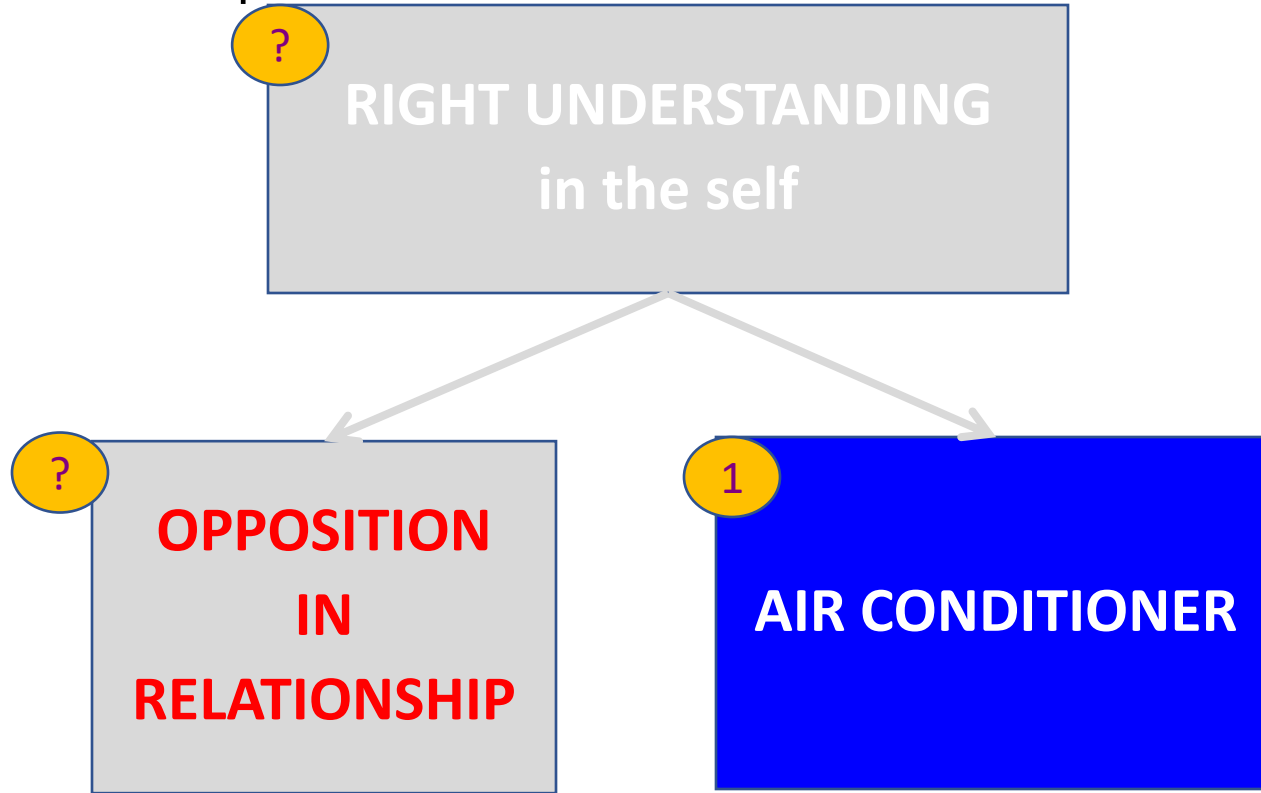 ?
RIGHT UNDERSTANDING
in the self
?
OPPOSITION
IN
RELATIONSHIP
1
AIR CONDITIONER